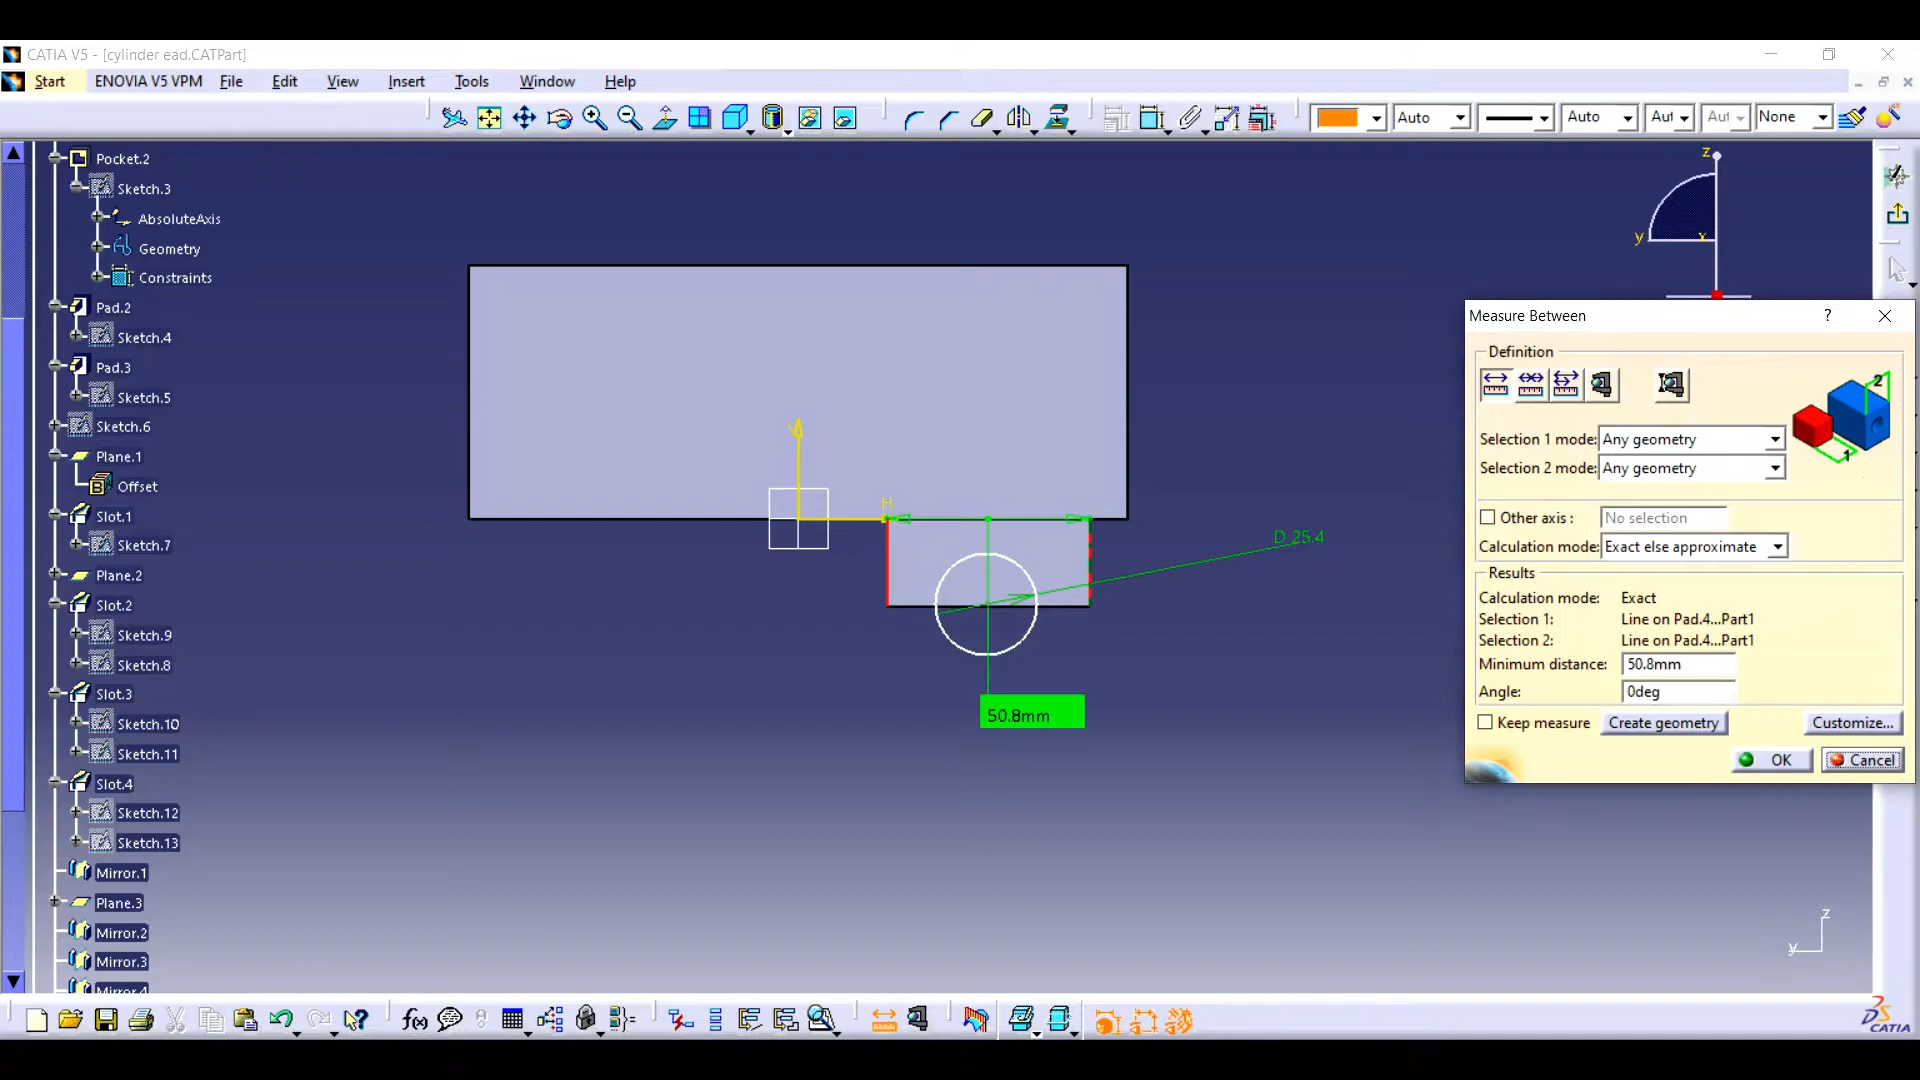 CATIA V5 - [cylinder ead.CATPart]
Start ENOVIA V5 VPM File Edit View Insert Tools Window Help
Auto Auto Aut Aut None
Pocket.2
Sketch.3
AbsoluteAxis
Geometry
Constraints
Pad.2
Sketch.4
Pad.3
Sketch.5
Sketch.6
Plane.1
Offset
Slot.1
Sketch.7
Plane.2
Slot.2
Sketch.9
Sketch.8
Slot.3
Sketch.10
Sketch.11
Slot.4
Sketch.12
Sketch.13
Mirror.1
Plane.3
Mirror.2
Mirror.3
Mirror.4
V
H
D 25.4
50.8mm
z
y x
Measure Between ?
Definition
2
1
Selection 1 mode: Any geometry
Selection 2 mode: Any geometry
Other axis : No selection
Calculation mode: Exact else approximate
Results
Calculation mode: Exact
Selection 1: Line on Pad.4...Part1
Selection 2: Line on Pad.4...Part1
Minimum distance: 50.8mm
Angle: 0deg
Keep measure Create geometry Customize...
OK Cancel
z
y
f(x)
CATIA